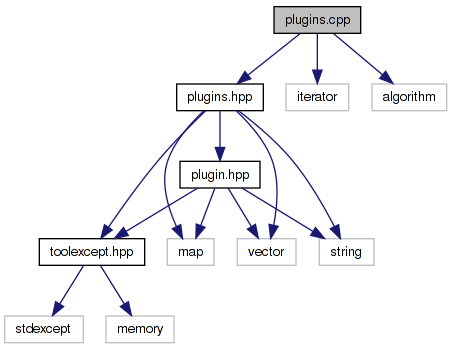 plugins.cpp
plugins.hpp
iterator
algorithm
plugin.hpp
toolexcept.hpp
map
vector
string
stdexcept
memory